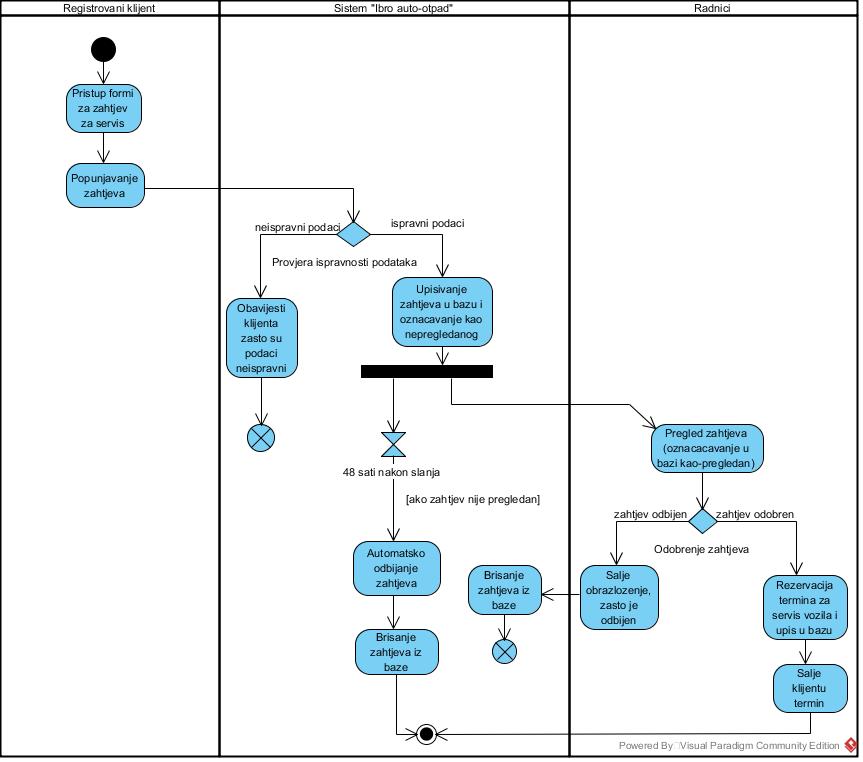 Registrovani klijent
Sistem "Ibro auto-otpad"
Radnici
Pristup formi
za zahtjev
za servis
Popunjavanje
zahtjeva
neispravni podaci
ispravni podaci
Provjera ispravnosti podataka
Obavijesti
klijenta
zasto su
podaci
neispravni
Upisivanje
zahtjeva u bazu i
oznacavanje kao
nepregledanog
48 sati nakon slanja
[ako zahtjev nije pregledan]
Automatsko
odbijanje
zahtjeva
Brisanje
zahtjeva iz
baze
Pregled zahtjeva
(oznacacavanje u
bazi kao-pregledan)
zahtjev odbijen
zahtjev odobren
Odobrenje zahtjeva
Salje
obrazlozenje,
zasto je
odbijen
Brisanje
zahtjeva iz
baze
Rezervacija
termina za
servis vozila i
upis u bazu
Salje
klijentu
termin
Powered By Visual Paradigm Community Edition